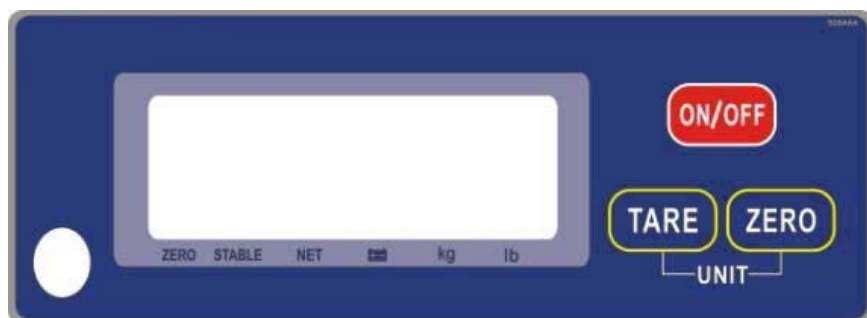 ON/OFF
TARE ZERO
ZERO STABLE NET kg lb
UNIT